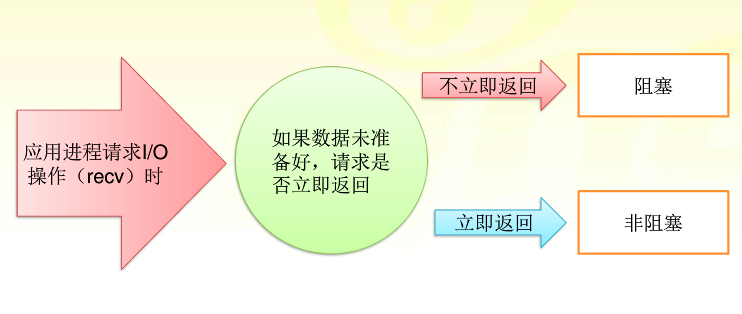 应用进程请求I/O
操作（recv）时
如果数据未准
备好，请求是
否立即返回
不立即返回
阻塞
立即返回
非阻塞